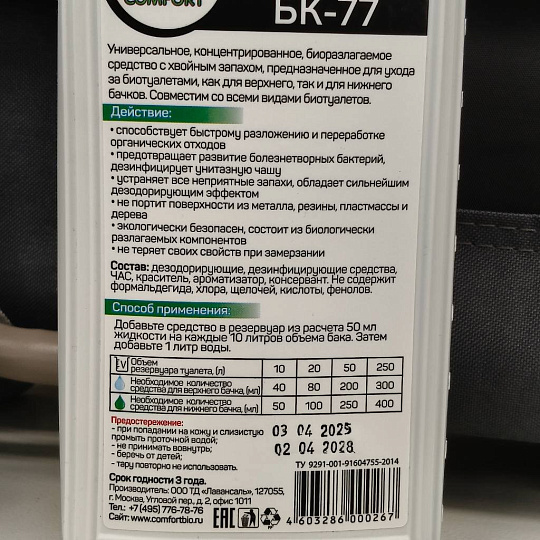 COMFORT
БК-77
Универсальное, концентрированное, биоразлагаемое
средство с хвойным запахом, предназначенное для ухода
за биотуалетами, как для верхнего, так и для нижнего
бачков. Совместим со всеми видами биотуалетов.
Действие:
• способствует быстрому разложению и переработке
органических отходов
• предотвращает развитие болезнетворных бактерий,
дезинфицирует унитазную чашу
• устраняет все неприятные запахи, обладает сильнейшим
дезодорирующим эффектом
• не портит поверхности из металла, резины, пластмассы и
дерева
• экологически безопасен, состоит из биологически
разлагаемых компонентов
• не теряет своих свойств при замерзании
Состав: дезодорирующие, дезинфицирующие средства,
ЧАС, краситель, ароматизатор, консервант. Не содержит
формальдегида, хлора, щелочей, кислоты, фенолов.
Способ применения:
Добавьте средство в резервуар из расчета 50 мл
жидкости на каждые 10 литров объема бака. Затем
добавьте 1 литр воды.
EV Объем
резервуара туалета, (л) 10 20 50 250
Необходимое количество
средства для верхнего бачка, (мл) 40 80 200 300
Необходимое количество
средства для нижнего бачка, (мл) 50 100 250 400
Предостережение:
- при попадании на кожу и слизистую
промыть проточной водой;
- не принимать вовнутрь;
- беречь от детей;
- тару повторно не использовать.
03 04 2025
02 04 2028
Срок годности 3 года.
Производитель: ООО ТД «Лавансаль», 127055,
г. Москва, Угловая пер., д. 2, офис 1011
Тел.: +7 (495) 776-78-76
Сайт: www.comfortbio.ru
EAC
ТУ 9291-001-91604755-2014
4 603286 000267